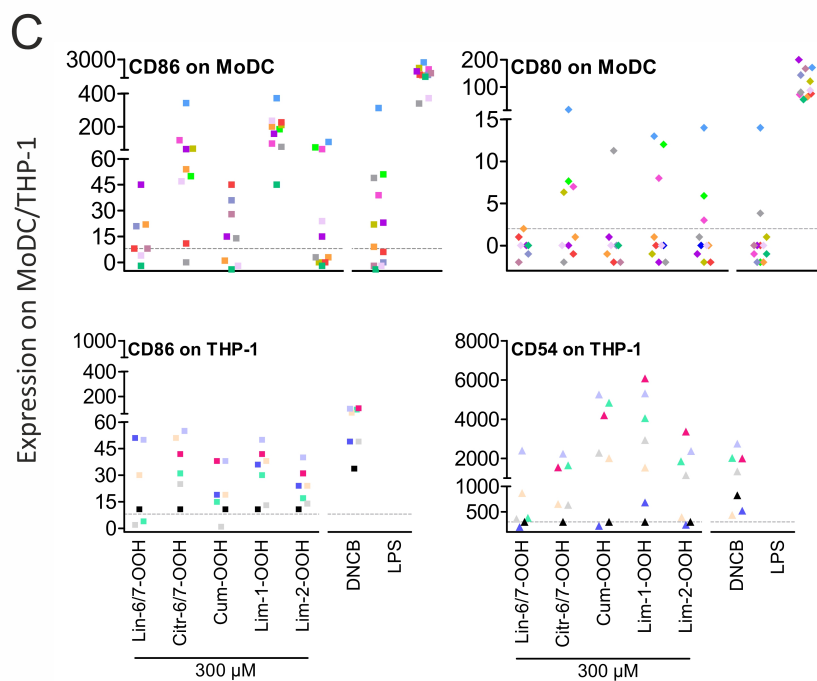 C
Expression on MoDC/THP-1
CD86 on MoDC
3000
400
200
60
45
30
15
0
CD80 on MoDC
200
100
15
10
5
0
CD86 on THP-1
1000
400
200
60
45
30
15
0
CD54 on THP-1
8000
6000
4000
2000
1000
500
Lin-6/7-OOH
Citr-6/7-OOH
Cum-OOH
Lim-1-OOH
Lim-2-OOH
DNCB
LPS
300 µM
Lin-6/7-OOH
Citr-6/7-OOH
Cum-OOH
Lim-1-OOH
Lim-2-OOH
DNCB
LPS
300 µM